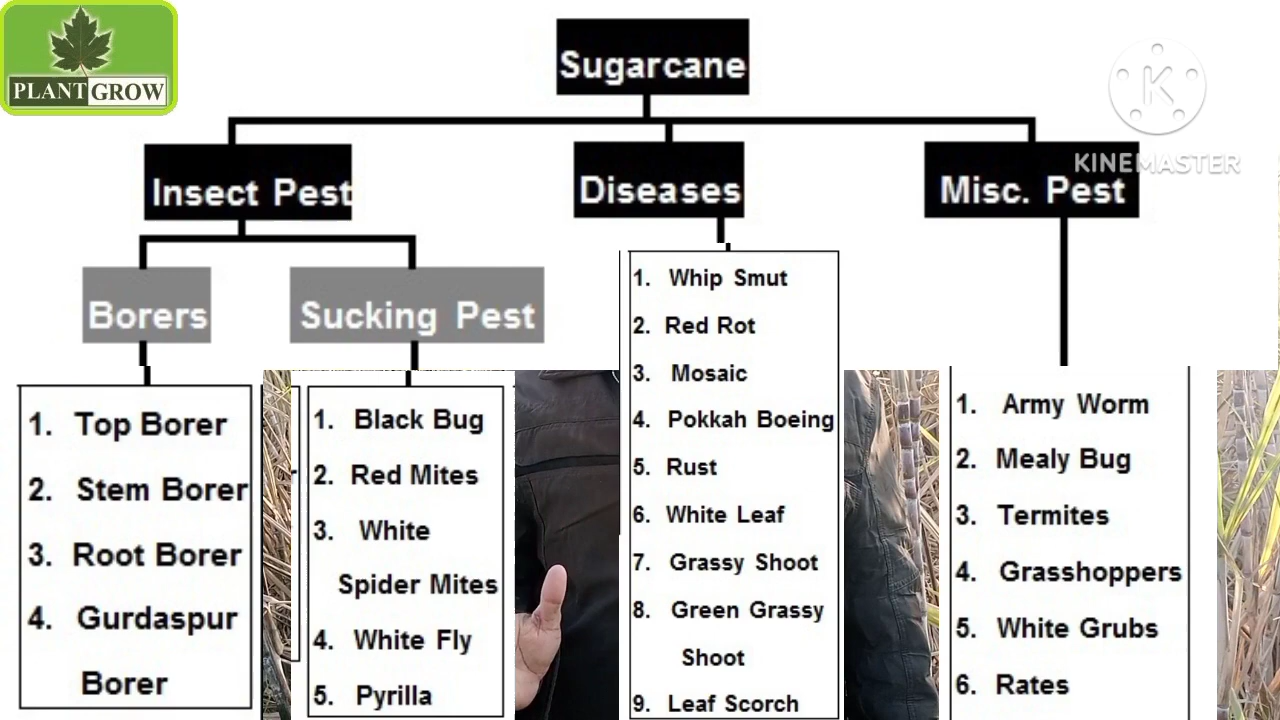 PLANT GROW
Sugarcane
KINEMASTER
Insect Pest
Diseases
Misc. Pest
Borers
Sucking Pest
1. Top Borer
2. Stem Borer
3. Root Borer
4. Gurdaspur
Borer
1. Black Bug
2. Red Mites
3. White
Spider Mites
4. White Fly
5. Pyrilla
1. Whip Smut
2. Red Rot
3. Mosaic
4. Pokkah Boeing
5. Rust
6. White Leaf
7. Grassy Shoot
8. Green Grassy
Shoot
9. Leaf Scorch
1. Army Worm
2. Mealy Bug
3. Termites
4. Grasshoppers
5. White Grubs
6. Rates